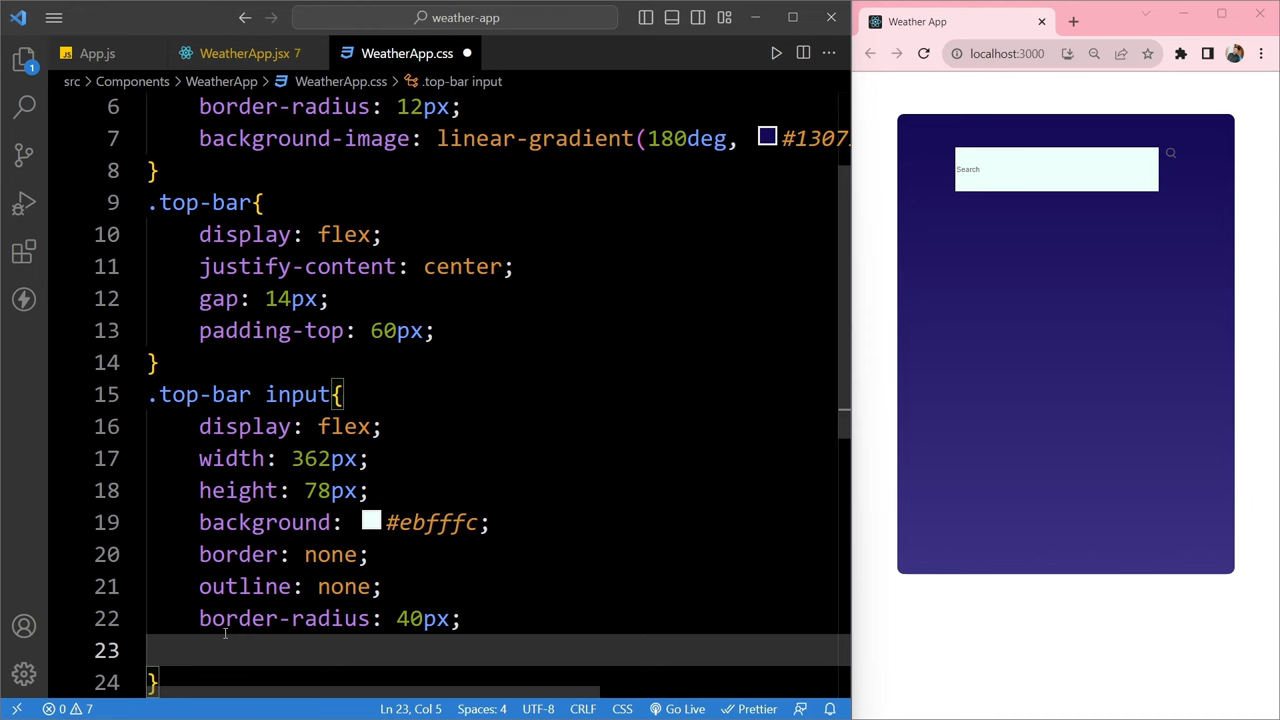 weather-app
App.js
WeatherApp.jsx 7
WeatherApp.css
src > Components > WeatherApp > WeatherApp.css > .top-bar input
6 border-radius: 12px;
7 background-image: linear-gradient(180deg, #1307
8 }
9 .top-bar{
10 display: flex;
11 justify-content: center;
12 gap: 14px;
13 padding-top: 60px;
14 }
15 .top-bar input{
16 display: flex;
17 width: 362px;
18 height: 78px;
19 background: #ebfffc;
20 border: none;
21 outline: none;
22 border-radius: 40px;
23
24 }
1
0 7 Ln 23, Col 5 Spaces: 4 UTF-8 CRLF CSS Go Live Prettier
Weather App
localhost:3000
Search